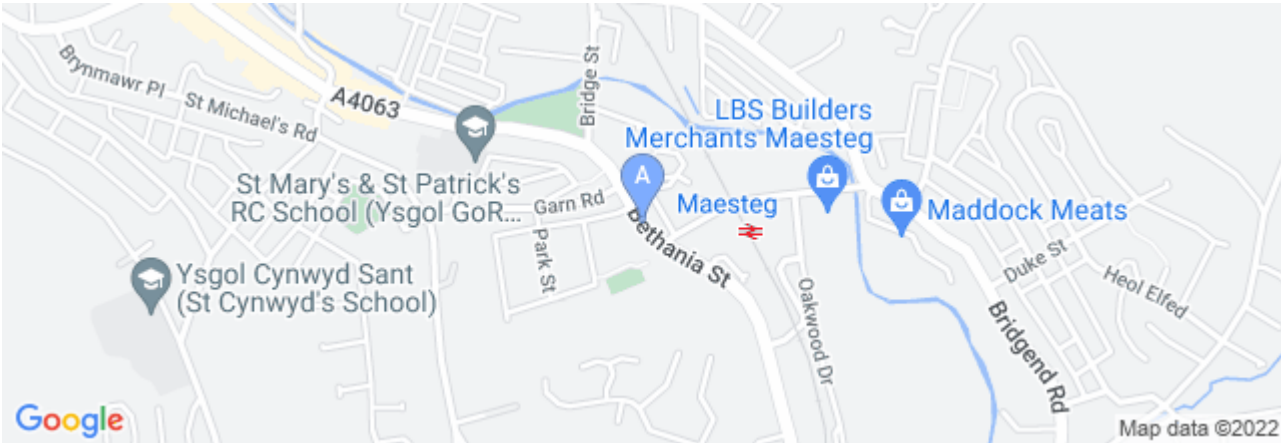 Brynmawr Pl
St Michael's Rd
A4063
Bridge St
LBS Builders
Merchants Maesteg
St Mary's & St Patrick's
RC School (Ysgol GoR...
Garn Rd
A
Maesteg
Maddock Meats
Park St
Bethania St
Ysgol Cynwyd Sant
(St Cynwyd's School)
Oakwood Dr
Duke St
Heol Elfed
Bridgend Rd
Google
Map data ©2022